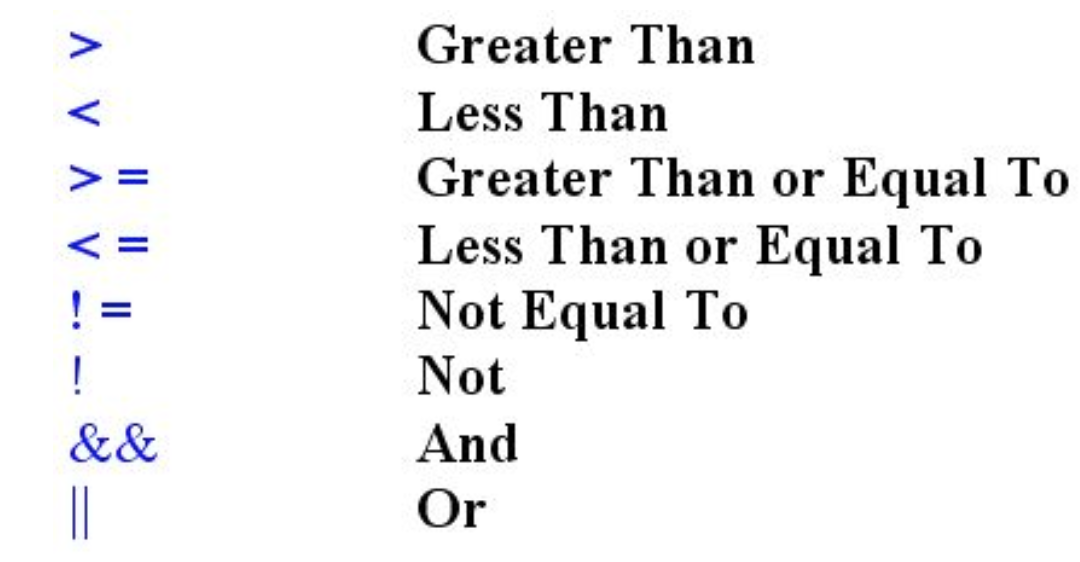 > Greater Than
< Less Than
> = Greater Than or Equal To
< = Less Than or Equal To
! = Not Equal To
! Not
&& And
|| Or